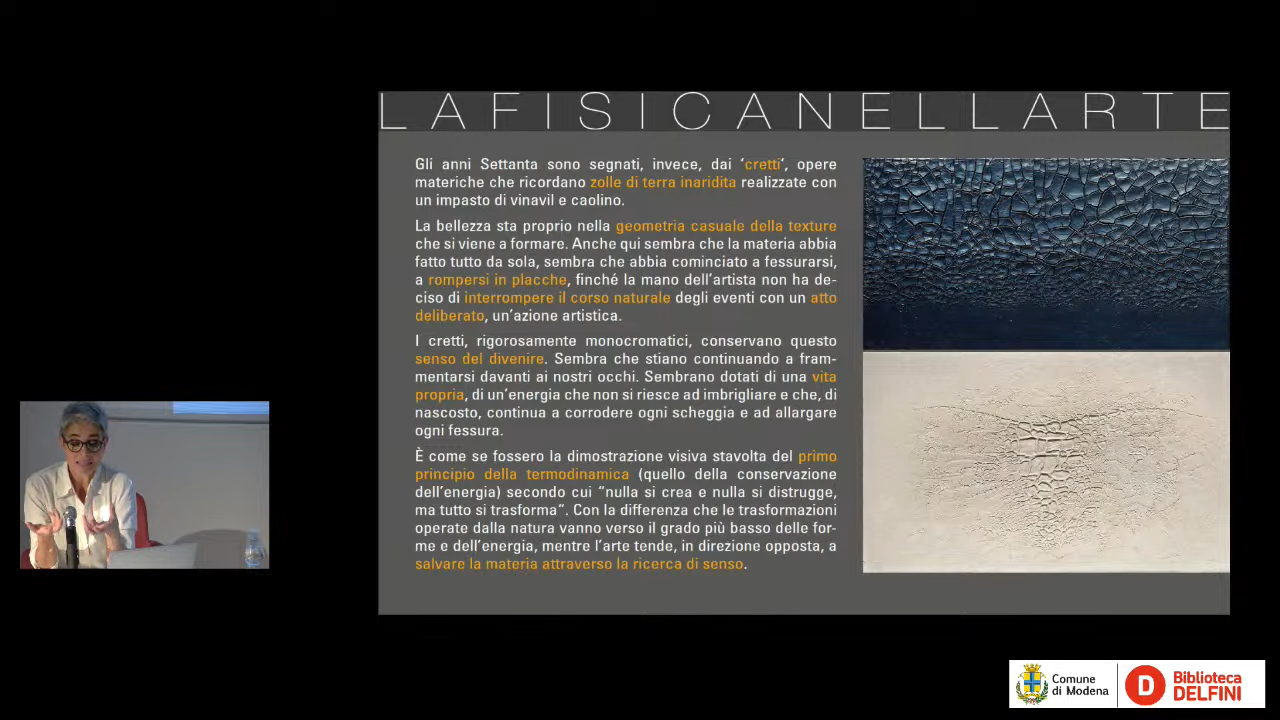 LAFISICANELLARTE
Gli anni Settanta sono segnati, invece, dai ‘cretti’, opere
materiche che ricordano zolle di terra inaridita realizzate con
un impasto di vinavil e caolino.
La bellezza sta proprio nella geometria casuale della texture
che si viene a formare. Anche qui sembra che la materia abbia
fatto tutto da sola, sembra che abbia cominciato a fessurarsi,
a rompersi in placche, finché la mano dell’artista non ha de-
ciso di interrompere il corso naturale degli eventi con un atto
deliberato, un’azione artistica.
I cretti, rigorosamente monocromatici, conservano questo
senso del divenire. Sembra che stiano continuando a fram-
mentarsi davanti ai nostri occhi. Sembrano dotati di una vita
propria, di un’energia che non si riesce ad imbrigliare e che, di
nascosto, continua a corrodere ogni scheggia e ad allargare
ogni fessura.
È come se fossero la dimostrazione visiva stavolta del primo
principio della termodinamica (quello della conservazione
dell’energia) secondo cui “nulla si crea e nulla si distrugge,
ma tutto si trasforma”. Con la differenza che le trasformazioni
operate dalla natura vanno verso il grado più basso delle for-
me e dell’energia, mentre l’arte tende, in direzione opposta, a
salvare la materia attraverso la ricerca di senso.
Comune
di Modena
D
Biblioteca
DELFINI